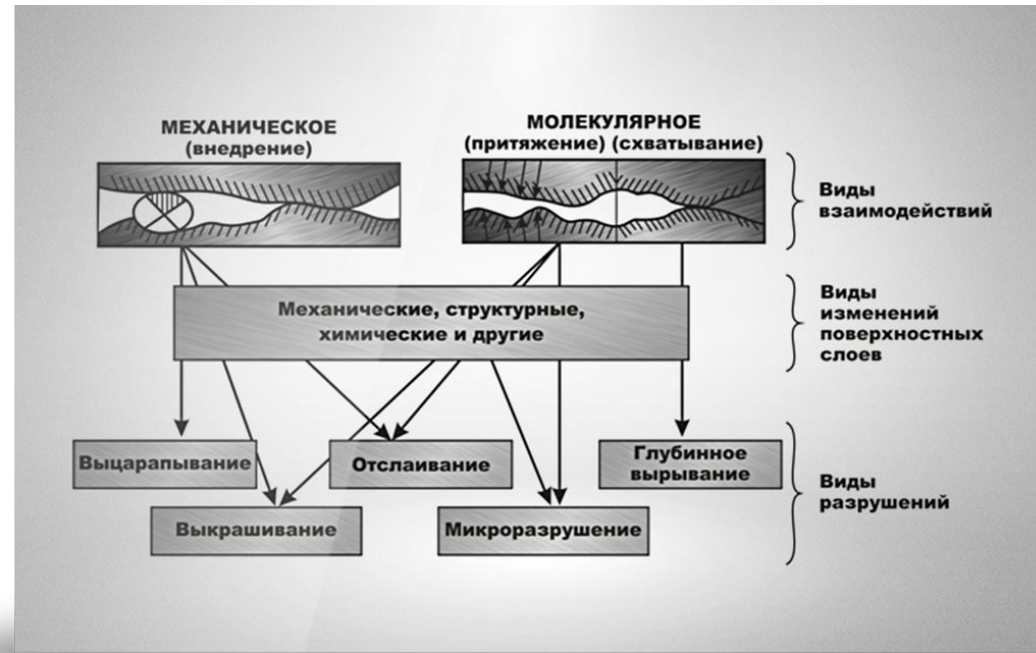 МЕХАНИЧЕСКОЕ
(внедрение)
МОЛЕКУЛЯРНОЕ
(притяжение) (схватывание)
Виды
взаимодействий
Механические, структурные,
химические и другие
Виды
изменений
поверхностных
слоев
Выцарапывание
Отслаивание
Глубинное
вырывание
Выкрашивание
Микроразрушение
Виды
разрушений